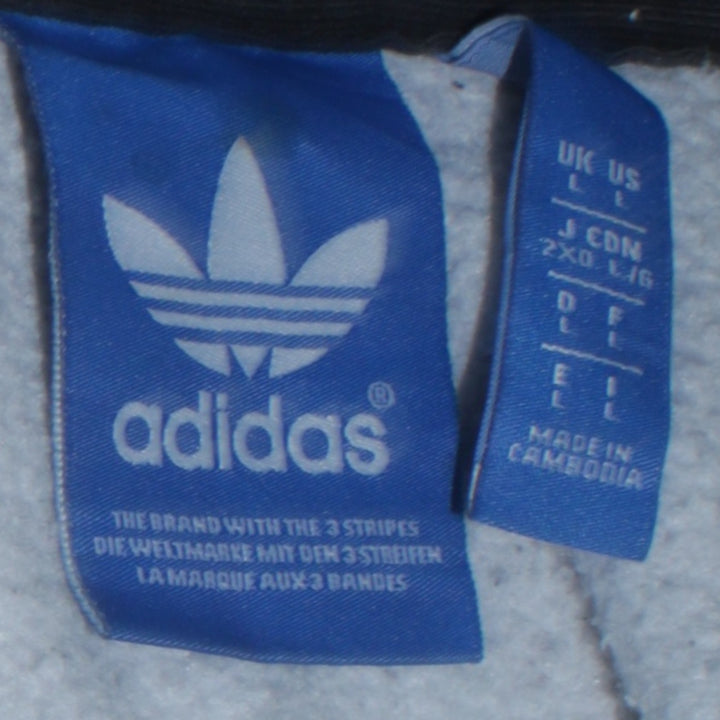 adidas®
THE BRAND WITH THE 3 STRIPES
DIE WELTMARKE MIT DEN 3 STREIFEN
LA MARQUE AUX 3 BANDES
UK US
L L
J CDN
2XO L/G
D F
L L
E I
L L
MADE IN
CAMBODIA